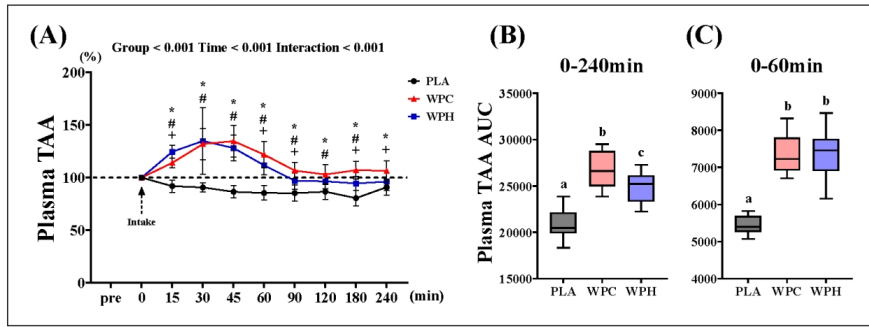 (A)
Group < 0.001 Time < 0.001 Interaction < 0.001
(%)
200
150
100
50
0
Plasma TAA
PLA
WPC
WPH
* * * * * * * *
# # # # # # #
+ + + + +
Intake
pre 0 15 30 45 60 90 120 180 240 (min)
(B)
0-240min
Plasma TAA AUC
35000
30000
25000
20000
15000
a
b
c
PLA WPC WPH
(C)
0-60min
9000
8000
7000
6000
5000
4000
a
b
b
PLA WPC WPH